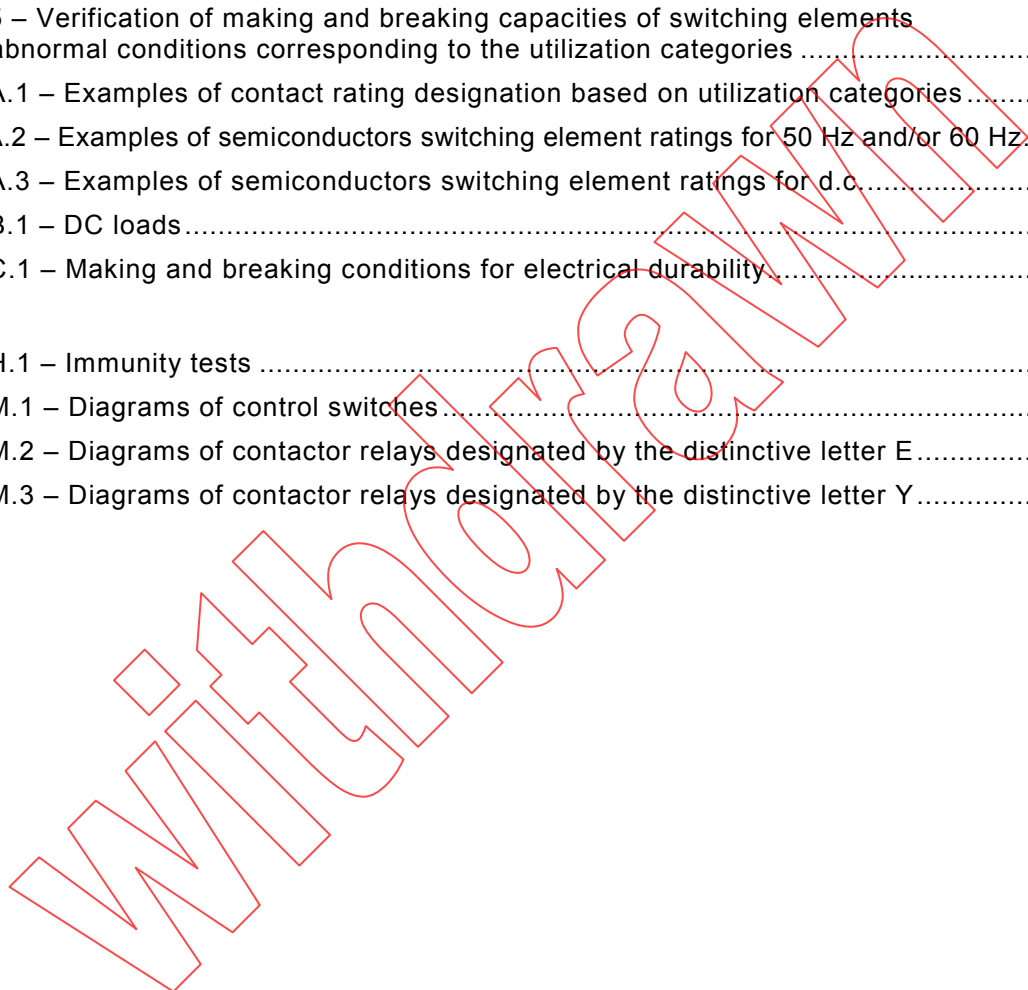 – Verification of making and breaking capacities of switching elements
abnormal conditions corresponding to the utilization categories ..............................
A.1 – Examples of contact rating designation based on utilization categories........
A.2 – Examples of semiconductors switching element ratings for 50 Hz and/or 60 Hz.
A.3 – Examples of semiconductors switching element ratings for d.c.....................
B.1 – DC loads..............................................................................................................
C.1 – Making and breaking conditions for electrical durability...................................
H.1 – Immunity tests ....................................................................................................
M.1 – Diagrams of control switches..............................................................................
M.2 – Diagrams of contactor relays designated by the distinctive letter E...............
M.3 – Diagrams of contactor relays designated by the distinctive letter Y...............
withdrawn